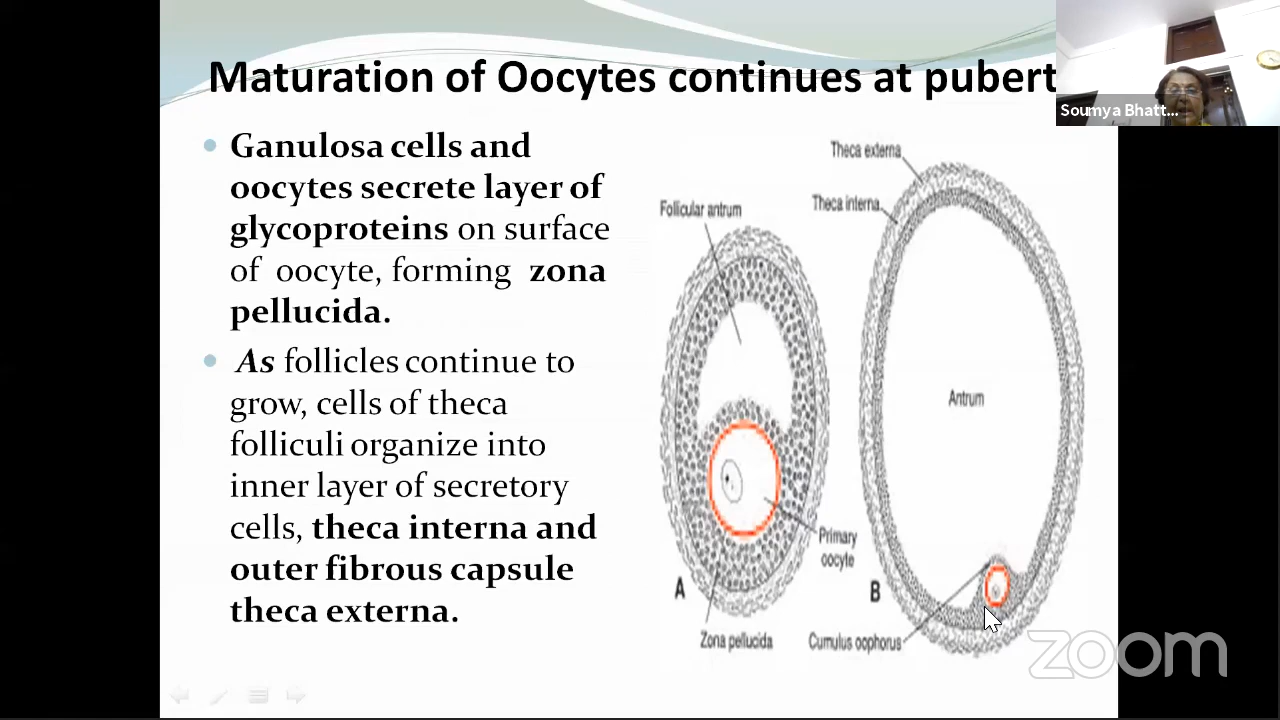 Maturation of Oocytes continues at pubert
Soumya Bhatt...
Ganulosa cells and
oocytes secrete layer of
glycoproteins on surface
of oocyte, forming zona
pellucida.
As follicles continue to
grow, cells of theca
folliculi organize into
inner layer of secretory
cells, theca interna and
outer fibrous capsule
theca externa.
Theca externa
Theca interna
Follicular antrum
Antrum
Primary
oocyte
A
B
Zona pellucida
Cumulus oophorus
zoom